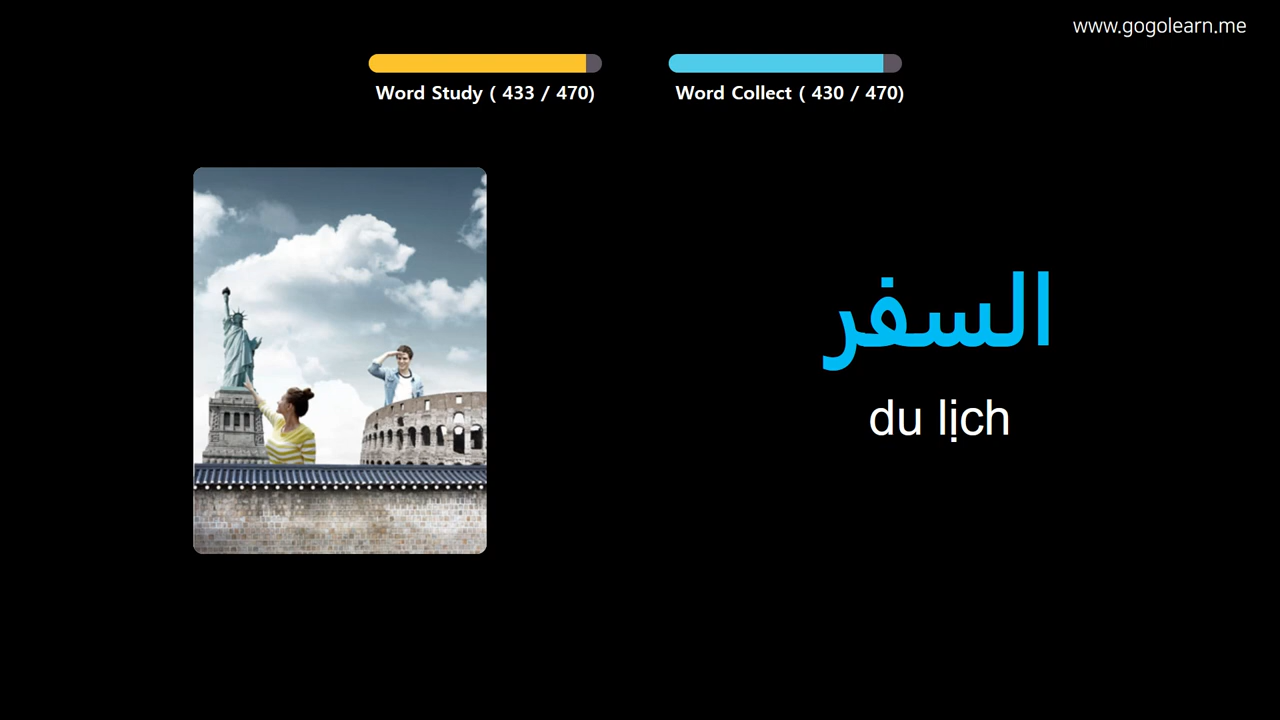 www.gogolearn.me
Word Study ( 433 / 470)
Word Collect ( 430 / 470)
السفر
du lịch